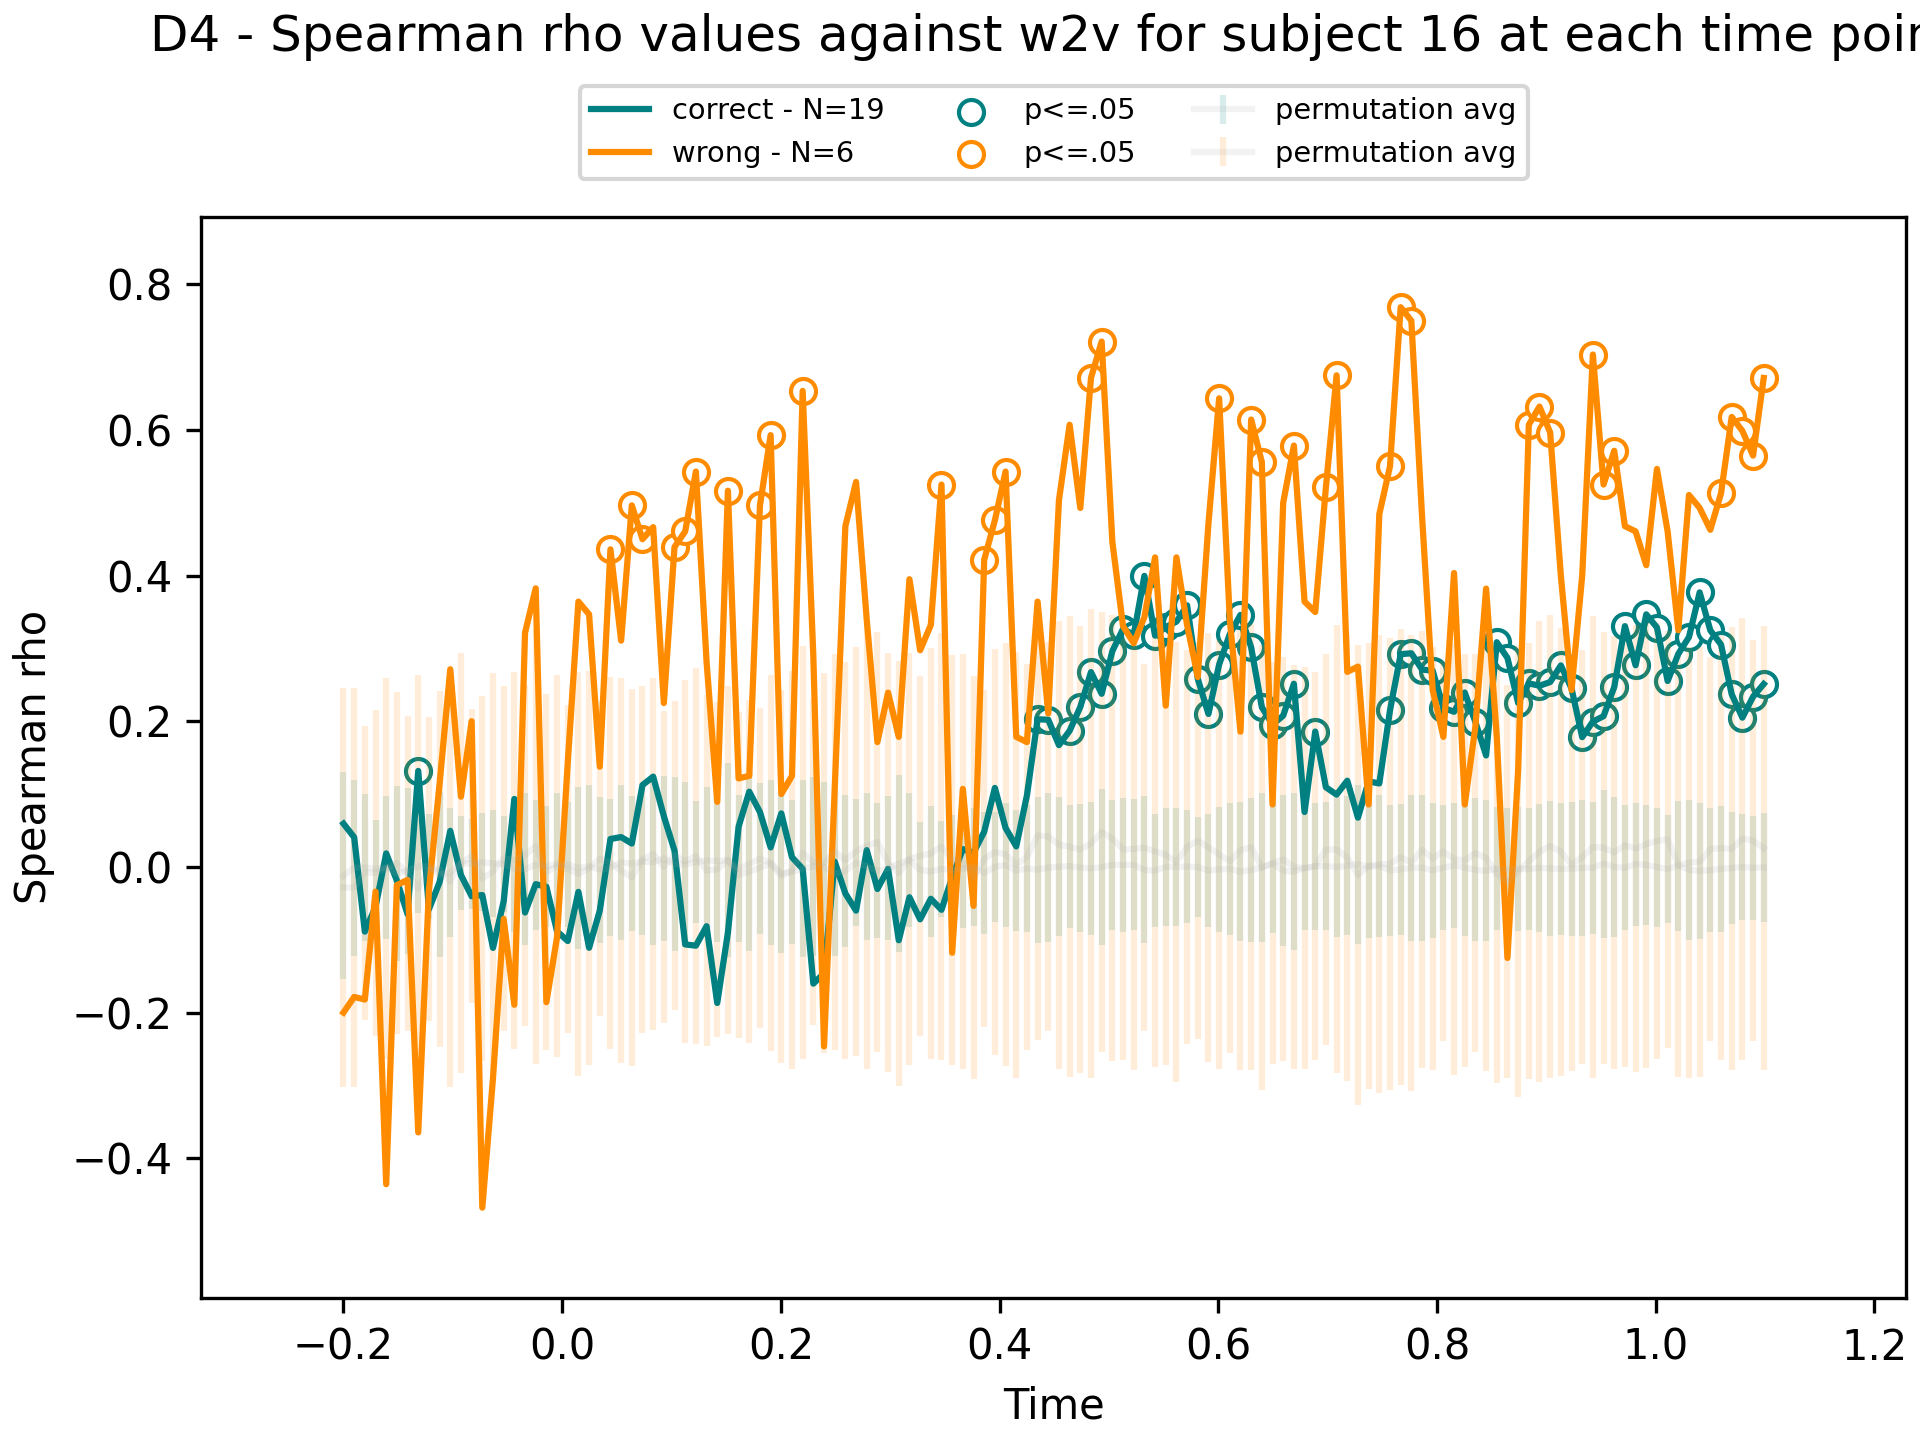 D4 - Spearman rho values against w2v for subject 16 at each time
correct - N=19 p<=.05 permutation avg
wrong - N=6 p<=.05 permutation avg
0.8
0.6
0.4
0.2
0.0
−0.2
−0.4
Spearman rho
−0.2 0.0 0.2 0.4 0.6 0.8 1.0 1.2
Time